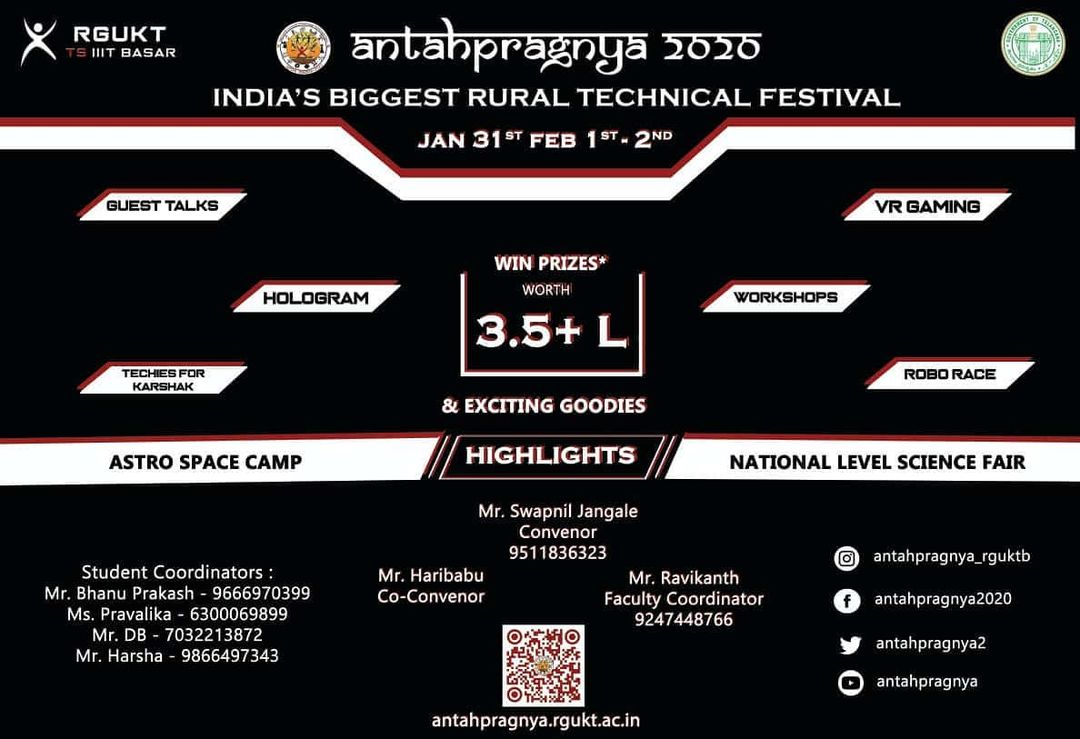 RGUKT
TS IIIT BASAR
antahpragnya 2020
INDIA'S BIGGEST RURAL TECHNICAL FESTIVAL
JAN 31ST FEB 1ST - 2ND
GUEST TALKS
VR GAMING
HOLOGRAM
WORKSHOPS
TECHIES FOR
KARSHAK
ROBO RACE
WIN PRIZES*
WORTH
3.5+ L
& EXCITING GOODIES
ASTRO SPACE CAMP
HIGHLIGHTS
NATIONAL LEVEL SCIENCE FAIR
Mr. Swapnil Jangale
Convenor
9511836323
Student Coordinators :
Mr. Bhanu Prakash - 9666970399
Ms. Pravalika - 6300069899
Mr. DB - 7032213872
Mr. Harsha - 9866497343
Mr. Haribabu
Co-Convenor
Mr. Ravikanth
Faculty Coordinator
9247448766
antahpragnya_rguktb
antahpragnya2020
antahpragnya2
antahpragnya
antahpragnya.rgukt.ac.in